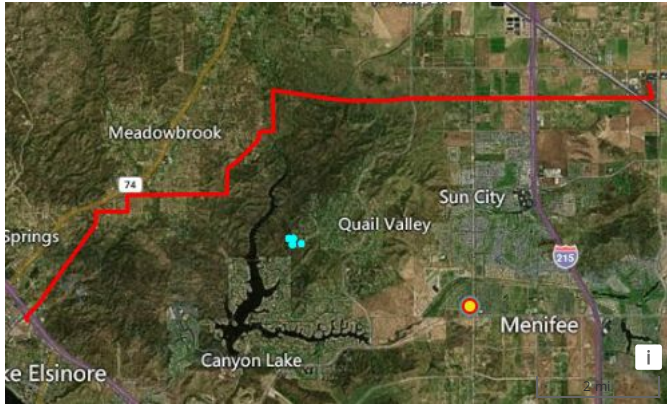 Meadowbrook
74
Sun City
Springs
Quail Valley
215
Menifee
Canyon Lake
ke Elsinore
i
2 mi